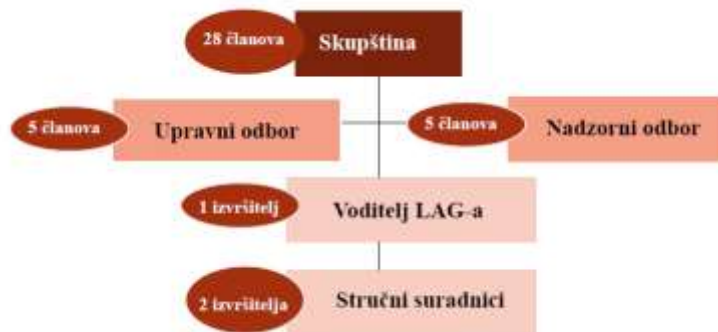 28 članova
Skupština
5 članova
Upravni odbor
5 članova
Nadzorni odbor
1 izvršitelj
Voditelj LAG-a
2 izvršitelja
Stručni suradnici